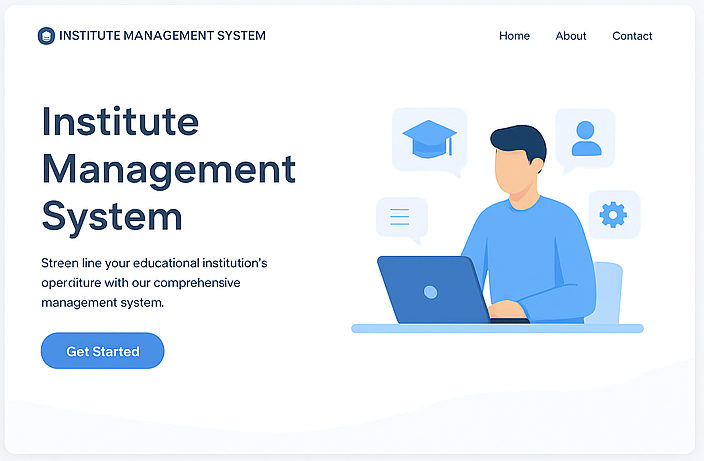 INSTITUTE MANAGEMENT SYSTEM
Home About Contact
Institute
Management
System
Streen line your educational institution's
operditure with our comprehensive
management system.
Get Started